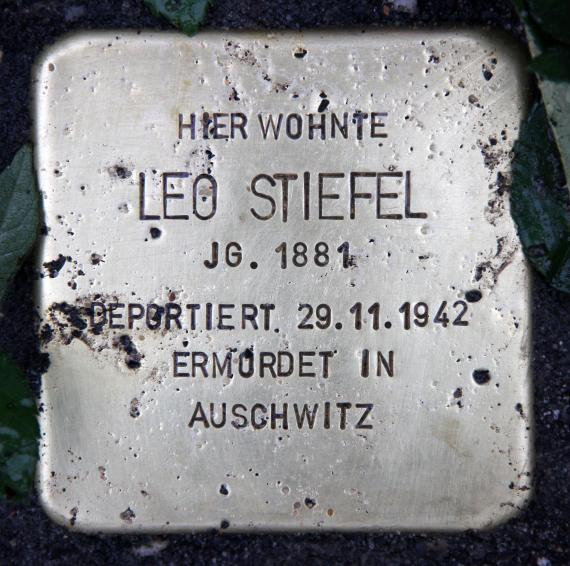 HIER WOHNTE
LEO STIEFEL
JG. 1881
DEPORTIERT 29.11.1942
ERMORDET IN
AUSCHWITZ